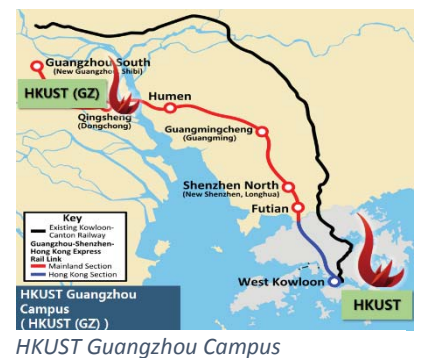 Guangzhou South
(New Guangzhou, Shibi)
HKUST (GZ)
Humen
Qingsheng
(Dongchong)
Guangmingcheng
(Guangming)
Shenzhen North
(New Shenzhen, Longhua)
Futian
Key
Existing Kowloon-
Canton Railway
Guangzhou-Shenzhen-
Hong Kong Express
Rail Link
Mainland Section
Hong Kong Section
West Kowloon
HKUST
HKUST Guangzhou
Campus
( HKUST (GZ) )
HKUST Guangzhou Campus